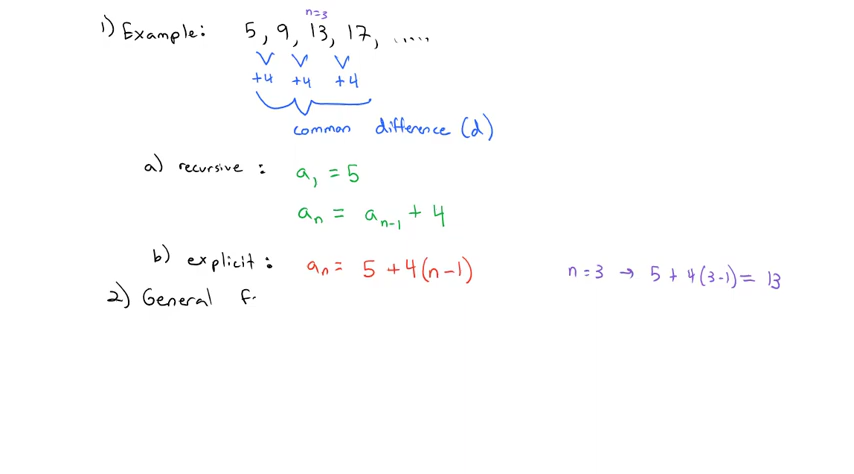 n=3
1) Example: 5, 9, 13, 17, .....
+4 +4 +4
common difference (d)
a) recursive: a₁ = 5
aₙ = aₙ₋₁ + 4
b) explicit: aₙ = 5 + 4(n-1)
n=3 → 5 + 4(3-1) = 13
2) General